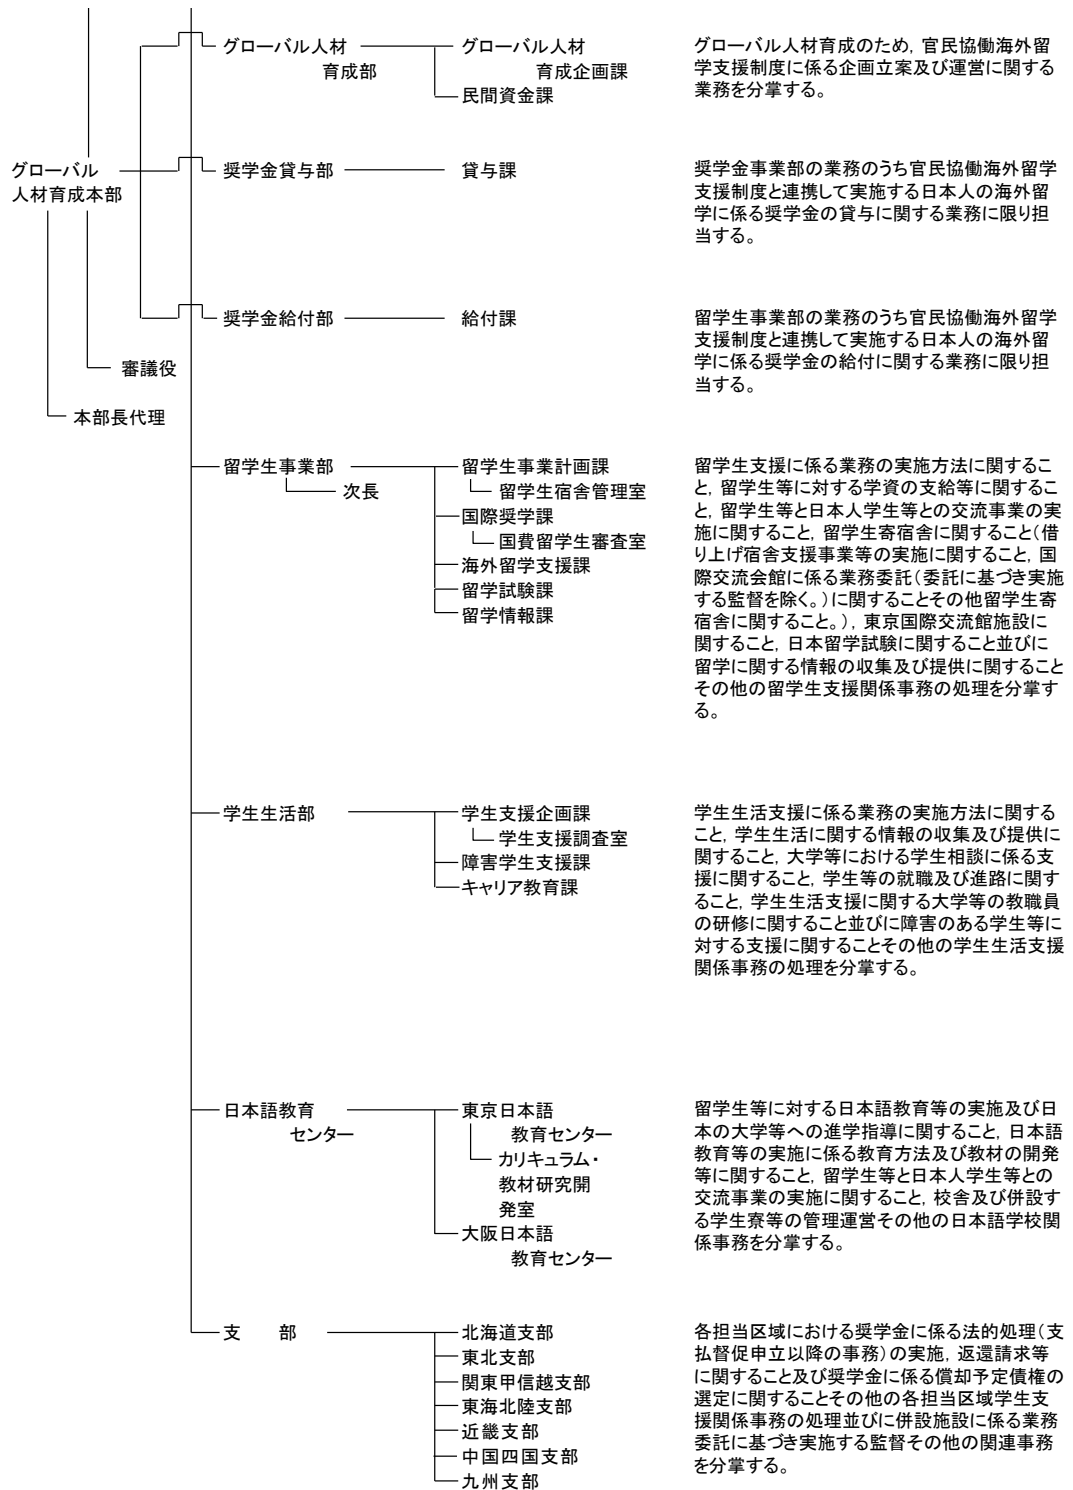 グローバル人材
育成部
グローバル人材
育成企画課
民間資金課
グローバル人材育成のため，官民協働海外留
学支援制度に係る企画立案及び運営に関する
業務を分掌する。
グローバル
人材育成本部
奨学金貸与部
貸与課
奨学金事業部の業務のうち官民協働海外留学
支援制度と連携して実施する日本人の海外留
学に係る奨学金の貸与に関する業務に限り担
当する。
奨学金給付部
給付課
留学生事業部の業務のうち官民協働海外留学
支援制度と連携して実施する日本人の海外留
学に係る奨学金の給付に関する業務に限り担
当する。
審議役
本部長代理
留学生事業部
次長
留学生事業計画課
留学生宿舎管理室
国際奨学課
国費留学生審査室
海外留学支援課
留学試験課
留学情報課
留学生支援に係る業務の実施方法に関するこ
と，留学生等に対する学資の支給等に関するこ
と，留学生等と日本人学生等との交流事業の実
施に関すること，留学生寄宿舎に関すること（借
り上げ宿舎支援事業等の実施に関すること，国
際交流会館に係る業務委託（委託に基づき実施
する監督を除く。）に関することその他留学生寄
宿舎に関すること。），東京国際交流館施設に
関すること，日本留学試験に関すること並びに
留学に関する情報の収集及び提供に関すること
その他の留学生支援関係事務の処理を分掌す
る。
学生生活部
学生支援企画課
学生支援調査室
障害学生支援課
キャリア教育課
学生生活支援に係る業務の実施方法に関する
こと，学生生活に関する情報の収集及び提供に
関すること，大学等における学生相談に係る支
援に関すること，学生等の就職及び進路に関す
ること，学生生活支援に関する大学等の教職員
の研修に関すること並びに障害のある学生等に
対する支援に関することその他の学生生活支援
関係事務の処理を分掌する。
日本語教育
センター
東京日本語
教育センター
カリキュラム・
教材研究開
発室
大阪日本語
教育センター
留学生等に対する日本語教育等の実施及び日
本の大学等への進学指導に関すること，日本語
教育等の実施に係る教育方法及び教材の開発
等に関すること，留学生等と日本人学生等との
交流事業の実施に関すること，校舎及び併設す
る学生寮等の管理運営その他の日本語学校関
係事務を分掌する。
支　部
北海道支部
東北支部
関東甲信越支部
東海北陸支部
近畿支部
中国四国支部
九州支部
各担当区域における奨学金に係る法的処理（支
払督促申立以降の事務）の実施，返還請求等
に関すること及び奨学金に係る償却予定債権の
選定に関することその他の各担当区域学生支
援関係事務の処理並びに併設施設に係る業務
委託に基づき実施する監督その他の関連事務
を分掌する。